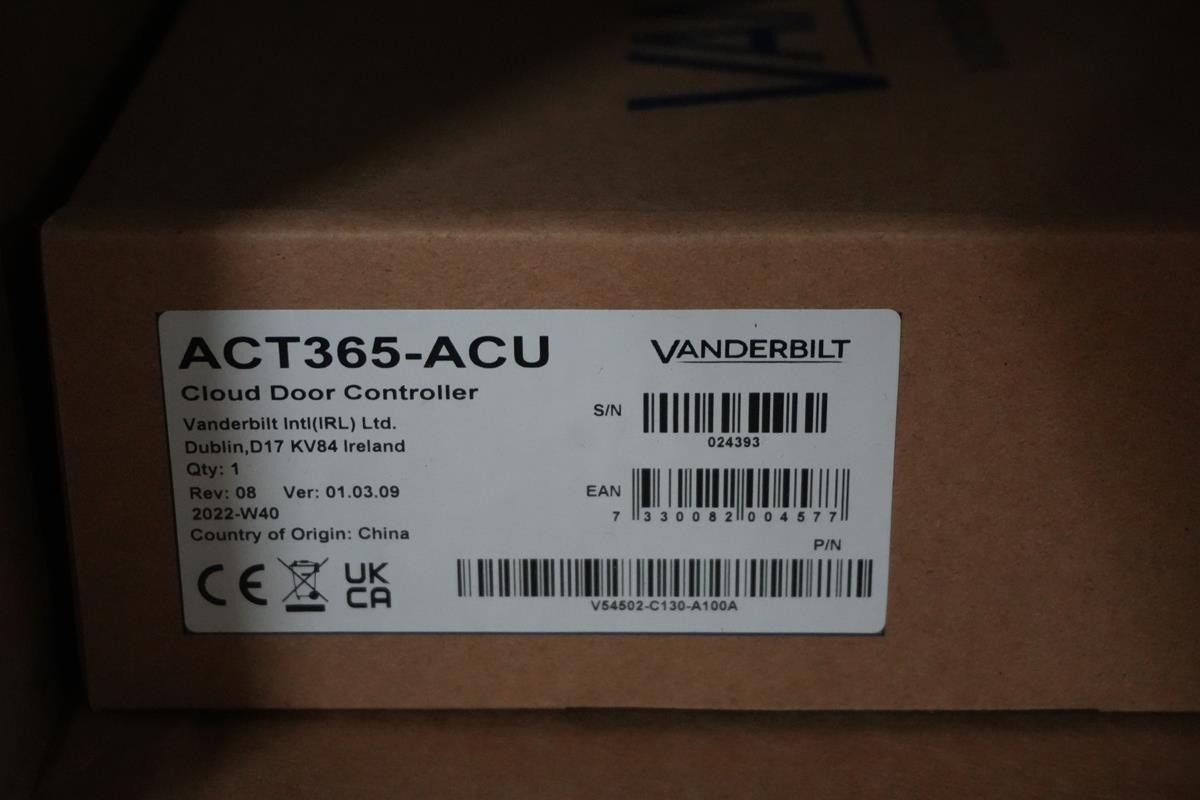 ACT365-ACU
Cloud Door Controller
Vanderbilt Intl(IRL) Ltd.
Dublin,D17 KV84 Ireland
Qty: 1
Rev: 08 Ver: 01.03.09
2022-W40
Country of Origin: China
CE
UK
CA
VANDERBILT
S/N
024393
EAN
7 330082 004577
P/N
V54502-C130-A100A